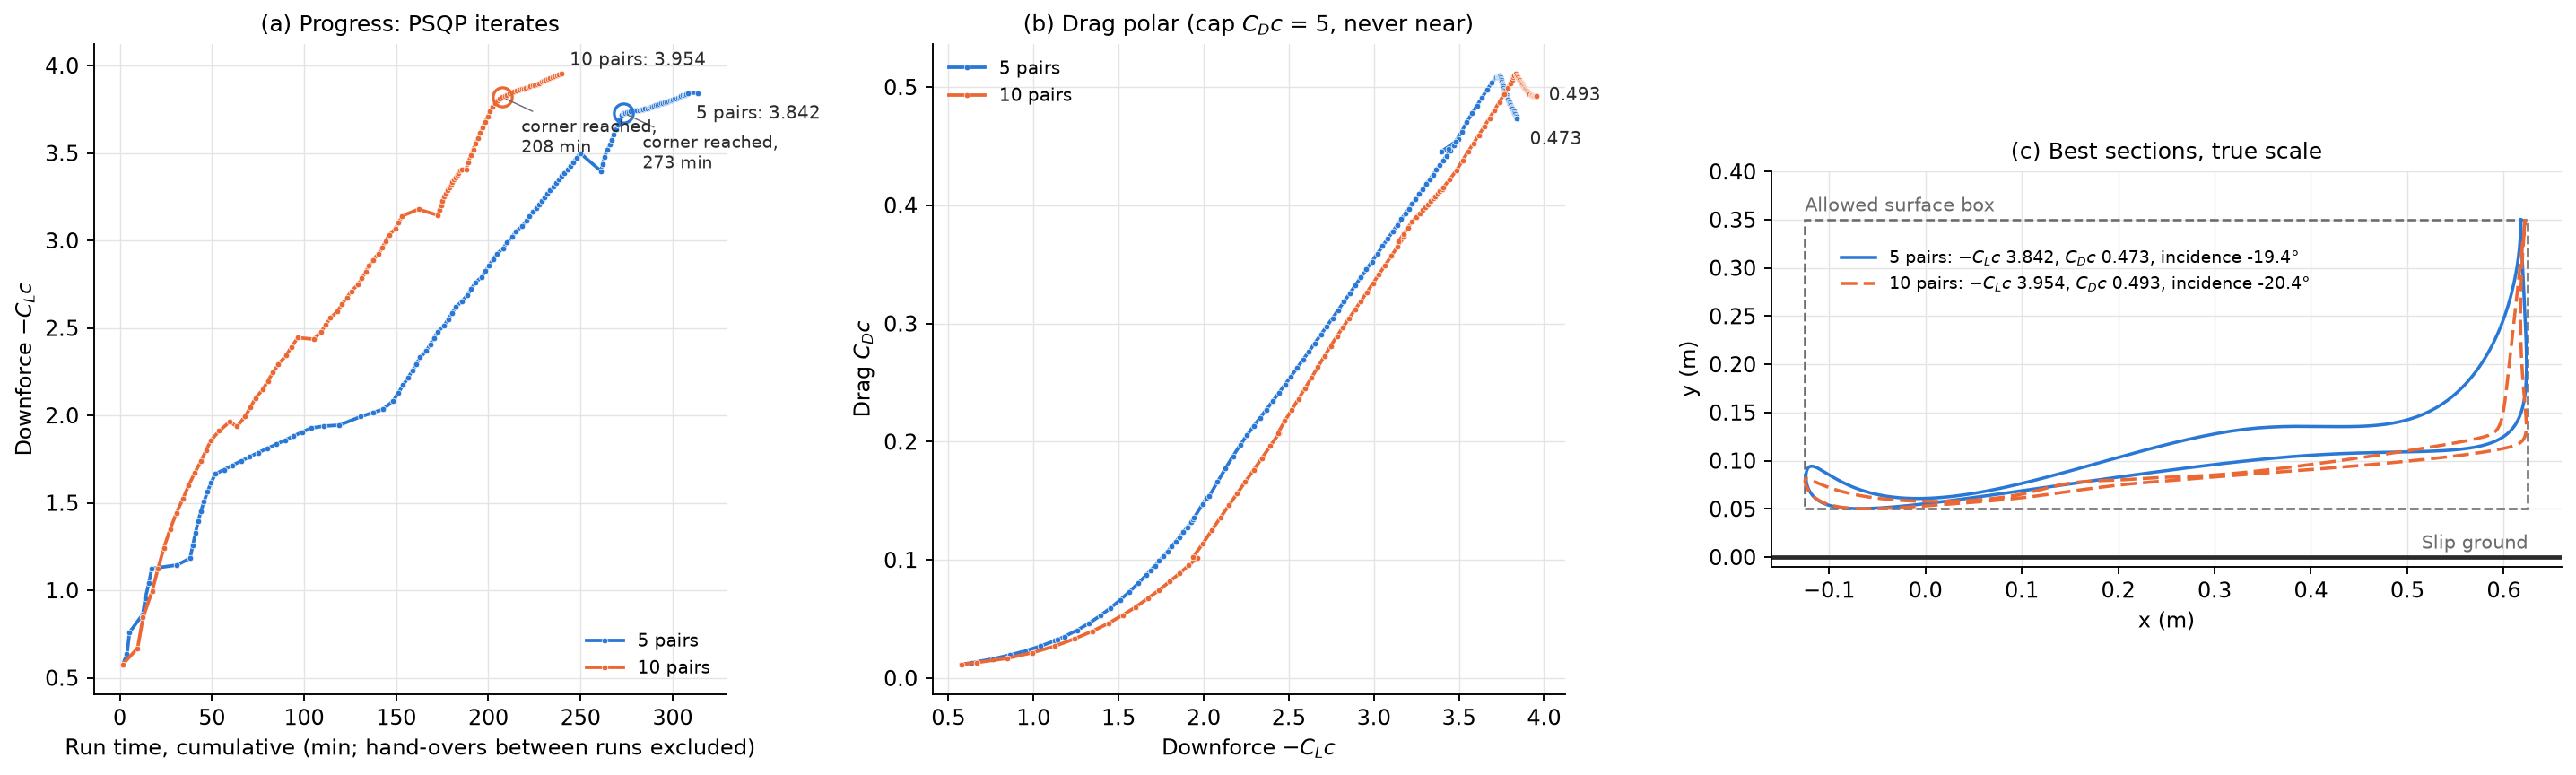 (a) Progress: PSQP iterates
4.0
3.5
3.0
2.5
2.0
1.5
1.0
0.5
Downforce −C_Lc
10 pairs: 3.954
5 pairs: 3.842
corner reached,
208 min
corner reached,
273 min
5 pairs
10 pairs
0 50 100 150 200 250 300
Run time, cumulative (min; hand-overs between runs excluded)
(b) Drag polar (cap C_Dc = 5, never near)
5 pairs
10 pairs
0.5
0.4
0.3
0.2
0.1
0.0
Drag C_Dc
0.493
0.473
0.5 1.0 1.5 2.0 2.5 3.0 3.5 4.0
Downforce −C_Lc
(c) Best sections, true scale
0.40
0.35
0.30
0.25
0.20
0.15
0.10
0.05
0.00
y (m)
Allowed surface box
5 pairs: −C_Lc 3.842, C_Dc 0.473, incidence -19.4°
10 pairs: −C_Lc 3.954, C_Dc 0.493, incidence -20.4°
Slip ground
−0.1 0.0 0.1 0.2 0.3 0.4 0.5 0.6
x (m)